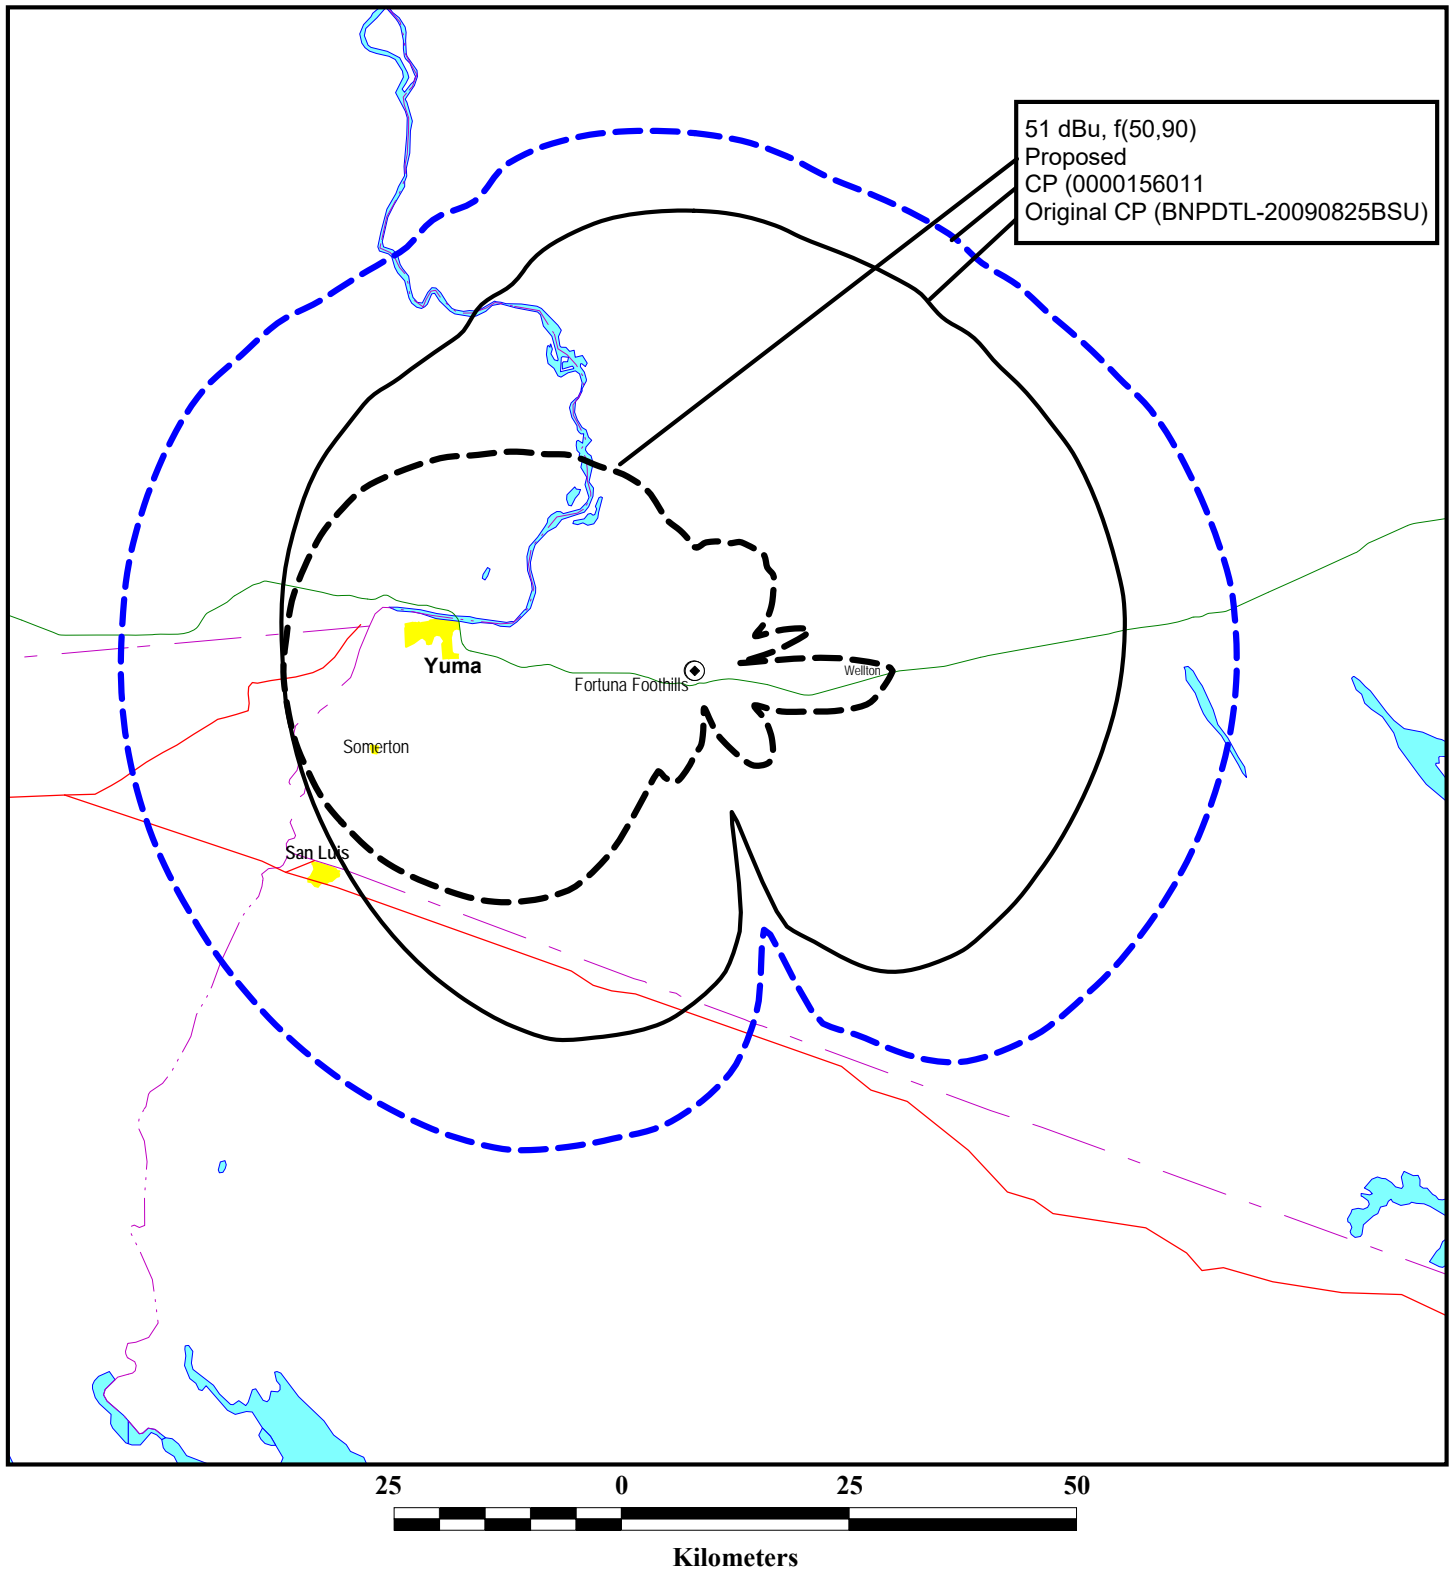 51 dBu, f(50,90)
Proposed
CP (0000156011
Original CP (BNPDTL-20090825BSU)
Yuma
Fortuna Foothills
Wellton
Somerton
San Luis
25 0 25 50
Kilometers